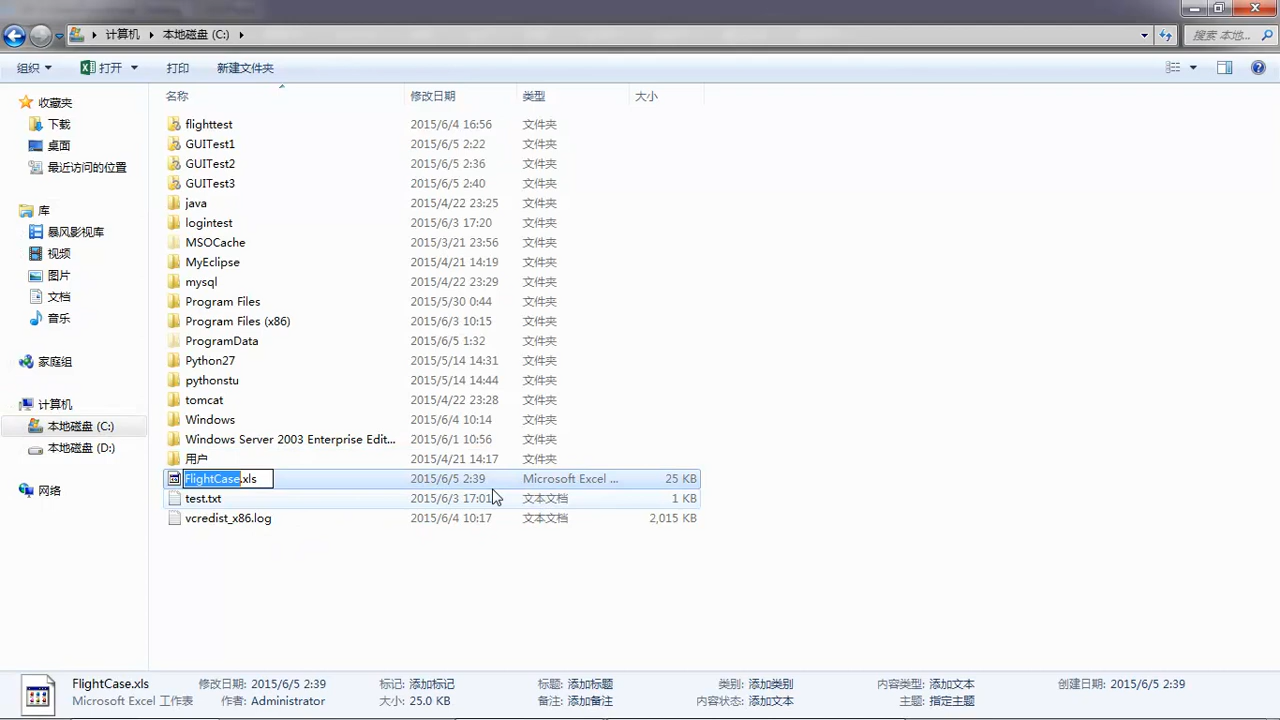 计算机 本地磁盘 (C:) 搜索 本地...
组织 打开 打印 新建文件夹
名称 修改日期 类型 大小
收藏夹
下载
桌面
最近访问的位置
库
暴风影视库
视频
图片
文档
音乐
家庭组
计算机
本地磁盘 (C:)
本地磁盘 (D:)
网络
flighttest 2015/6/4 16:56 文件夹
GUITest1 2015/6/5 2:22 文件夹
GUITest2 2015/6/5 2:36 文件夹
GUITest3 2015/6/5 2:40 文件夹
java 2015/4/22 23:25 文件夹
logintest 2015/6/3 17:20 文件夹
MSOCache 2015/3/21 23:56 文件夹
MyEclipse 2015/4/21 14:19 文件夹
mysql 2015/4/22 23:29 文件夹
Program Files 2015/5/30 0:44 文件夹
Program Files (x86) 2015/6/3 10:15 文件夹
ProgramData 2015/6/5 1:32 文件夹
Python27 2015/5/14 14:31 文件夹
pythonstu 2015/5/14 14:44 文件夹
tomcat 2015/4/22 23:28 文件夹
Windows 2015/6/4 10:14 文件夹
Windows Server 2003 Enterprise Edit... 2015/6/1 10:56 文件夹
用户 2015/4/21 14:17 文件夹
FlightCase.xls 2015/6/5 2:39 Microsoft Excel ... 25 KB
test.txt 2015/6/3 17:01 文本文档 1 KB
vcredist_x86.log 2015/6/4 10:17 文本文档 2,015 KB
FlightCase.xls 修改日期: 2015/6/5 2:39 标记: 添加标记 标题: 添加标题 类别: 添加类别 内容类型: 添加文本 创建日期: 2015/6/5 2:39
Microsoft Excel 工作表 作者: Administrator 大小: 25.0 KB 备注: 添加备注 内容状态: 添加文本 主题: 指定主题